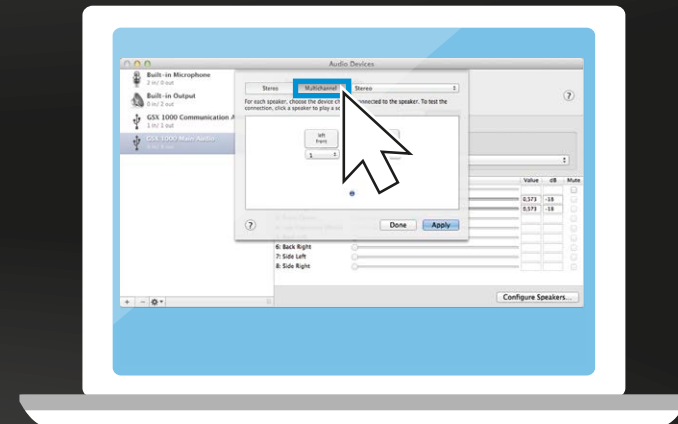 Audio Devices
Built-in Microphone
2 in/ 0 out
Built-in Output
0 in/ 2 out
GSX 1000 Communication A
1 in/ 1 out
GSX 1000 Main Audio
Stereo Multichannel Stereo
For each speaker, choose the device ch connected to the speaker. To test the
connection, click a speaker to play a
left
front
1
?
Done Apply
?
Value dB Mute
0,573 -18
0,573 -18
6: Back Right
7: Side Left
8: Side Right
+ -
Configure Speakers...